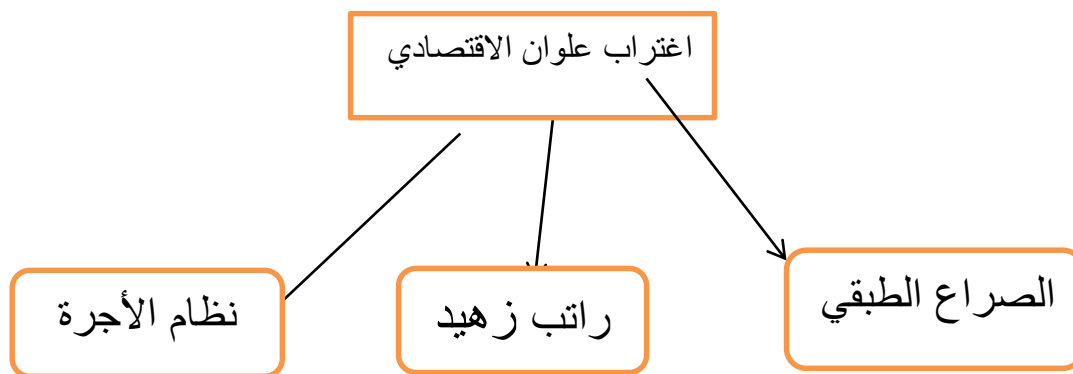 اغتراب علوان الاقتصادي
الصراع الطبقي
راتب زهيد
نظام الأجرة